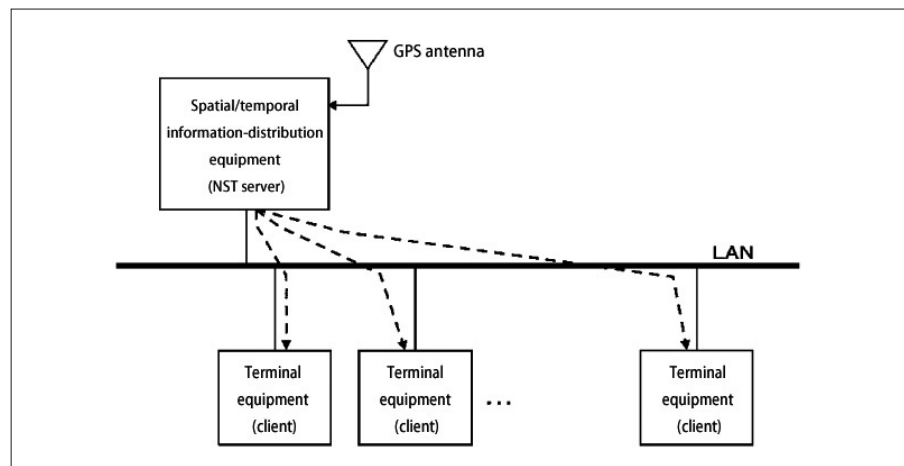 GPS antenna
Spatial/temporal
information-distribution
equipment
(NST server)
LAN
Terminal
equipment
(client)
Terminal
equipment
(client)
...
Terminal
equipment
(client)